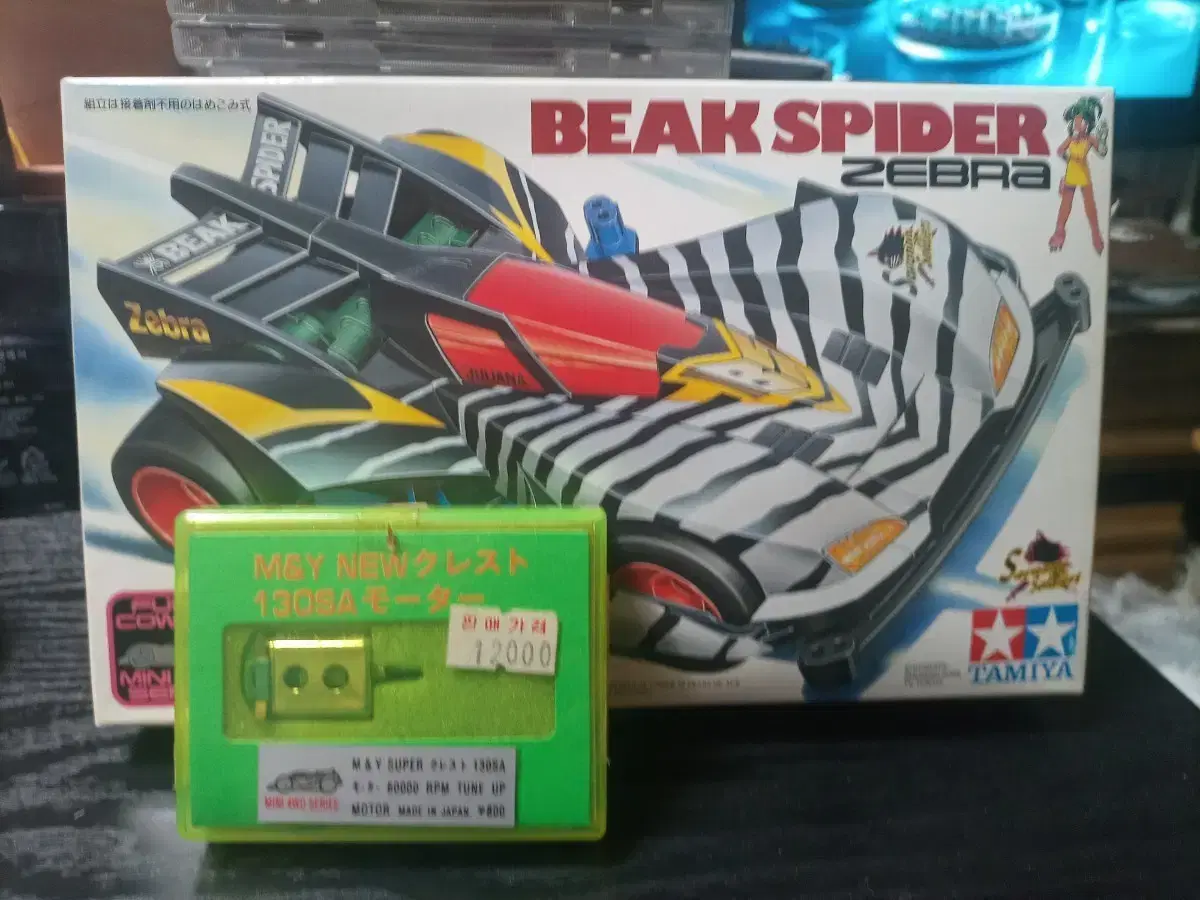 組立は接着剤不用のはめこみ式
BEAK SPIDER
ZEBRA
SPIDER
BEAK
Zebra
JULIANA
TAMIYA
M&Y NEWクレスト
130SAモーター
판매가격
12000
M&Y SUPER クレスト 130SA
モーター 60000 RPM TUNE UP
MINI 4WD SERIES
MOTOR MADE IN JAPAN. ￥800